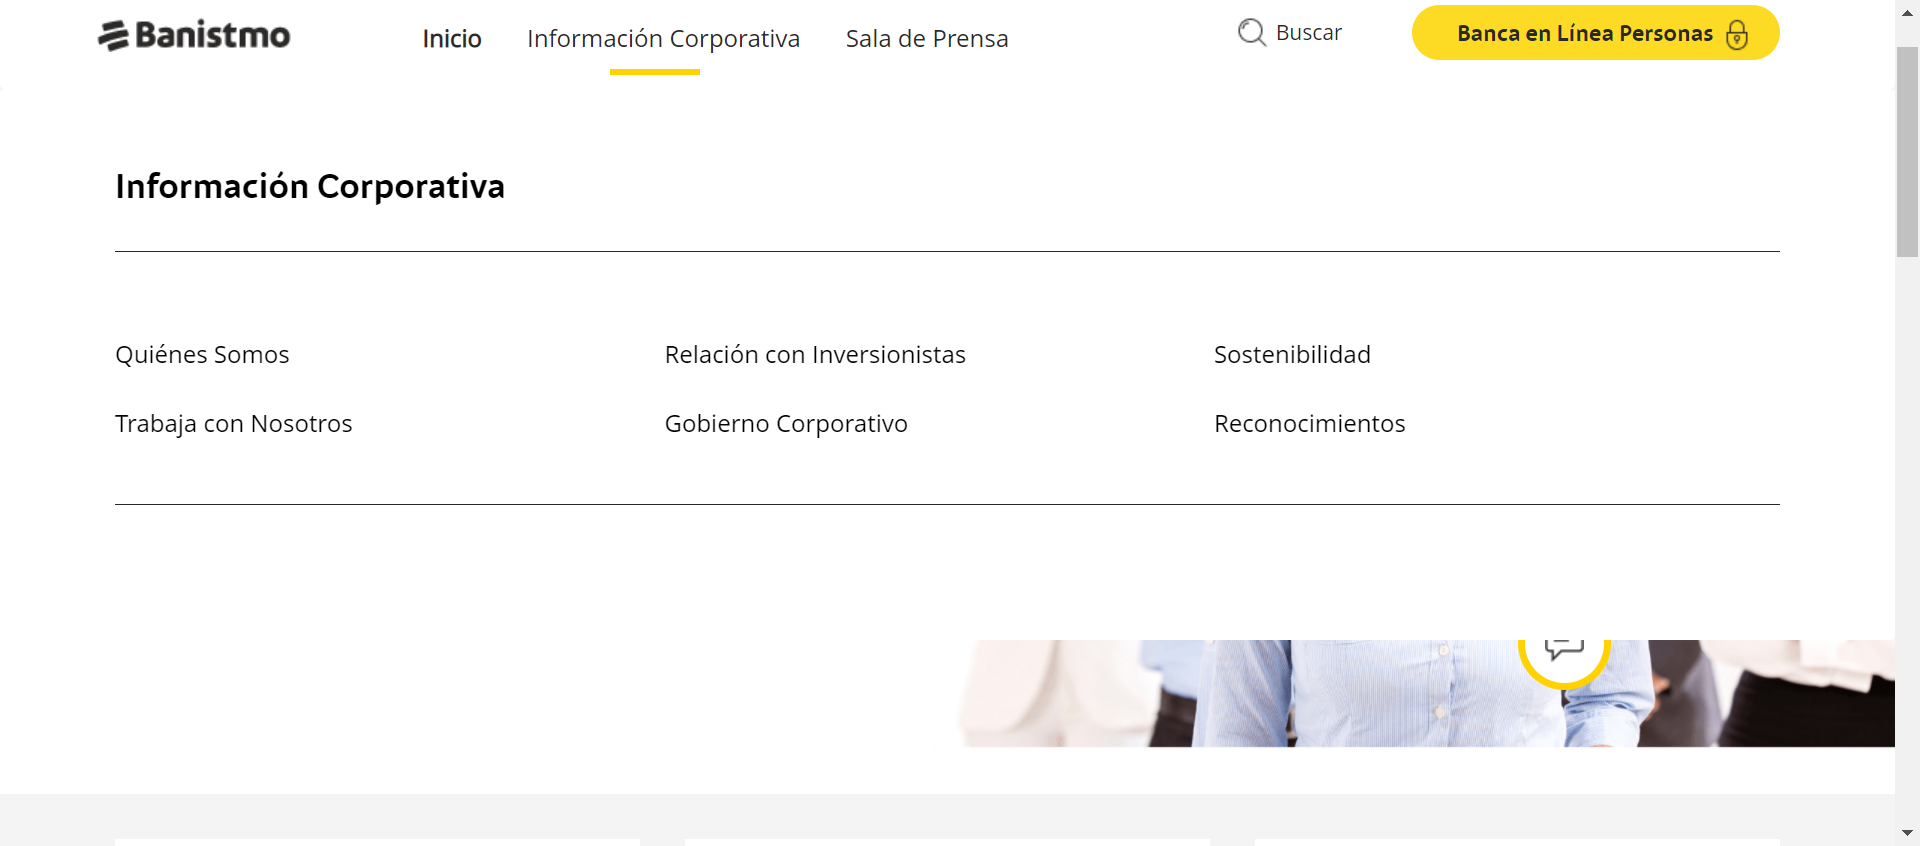 Banistmo
Inicio
Información Corporativa
Sala de Prensa
Buscar
Banca en Línea Personas
Información Corporativa
Quiénes Somos
Relación con Inversionistas
Sostenibilidad
Trabaja con Nosotros
Gobierno Corporativo
Reconocimientos